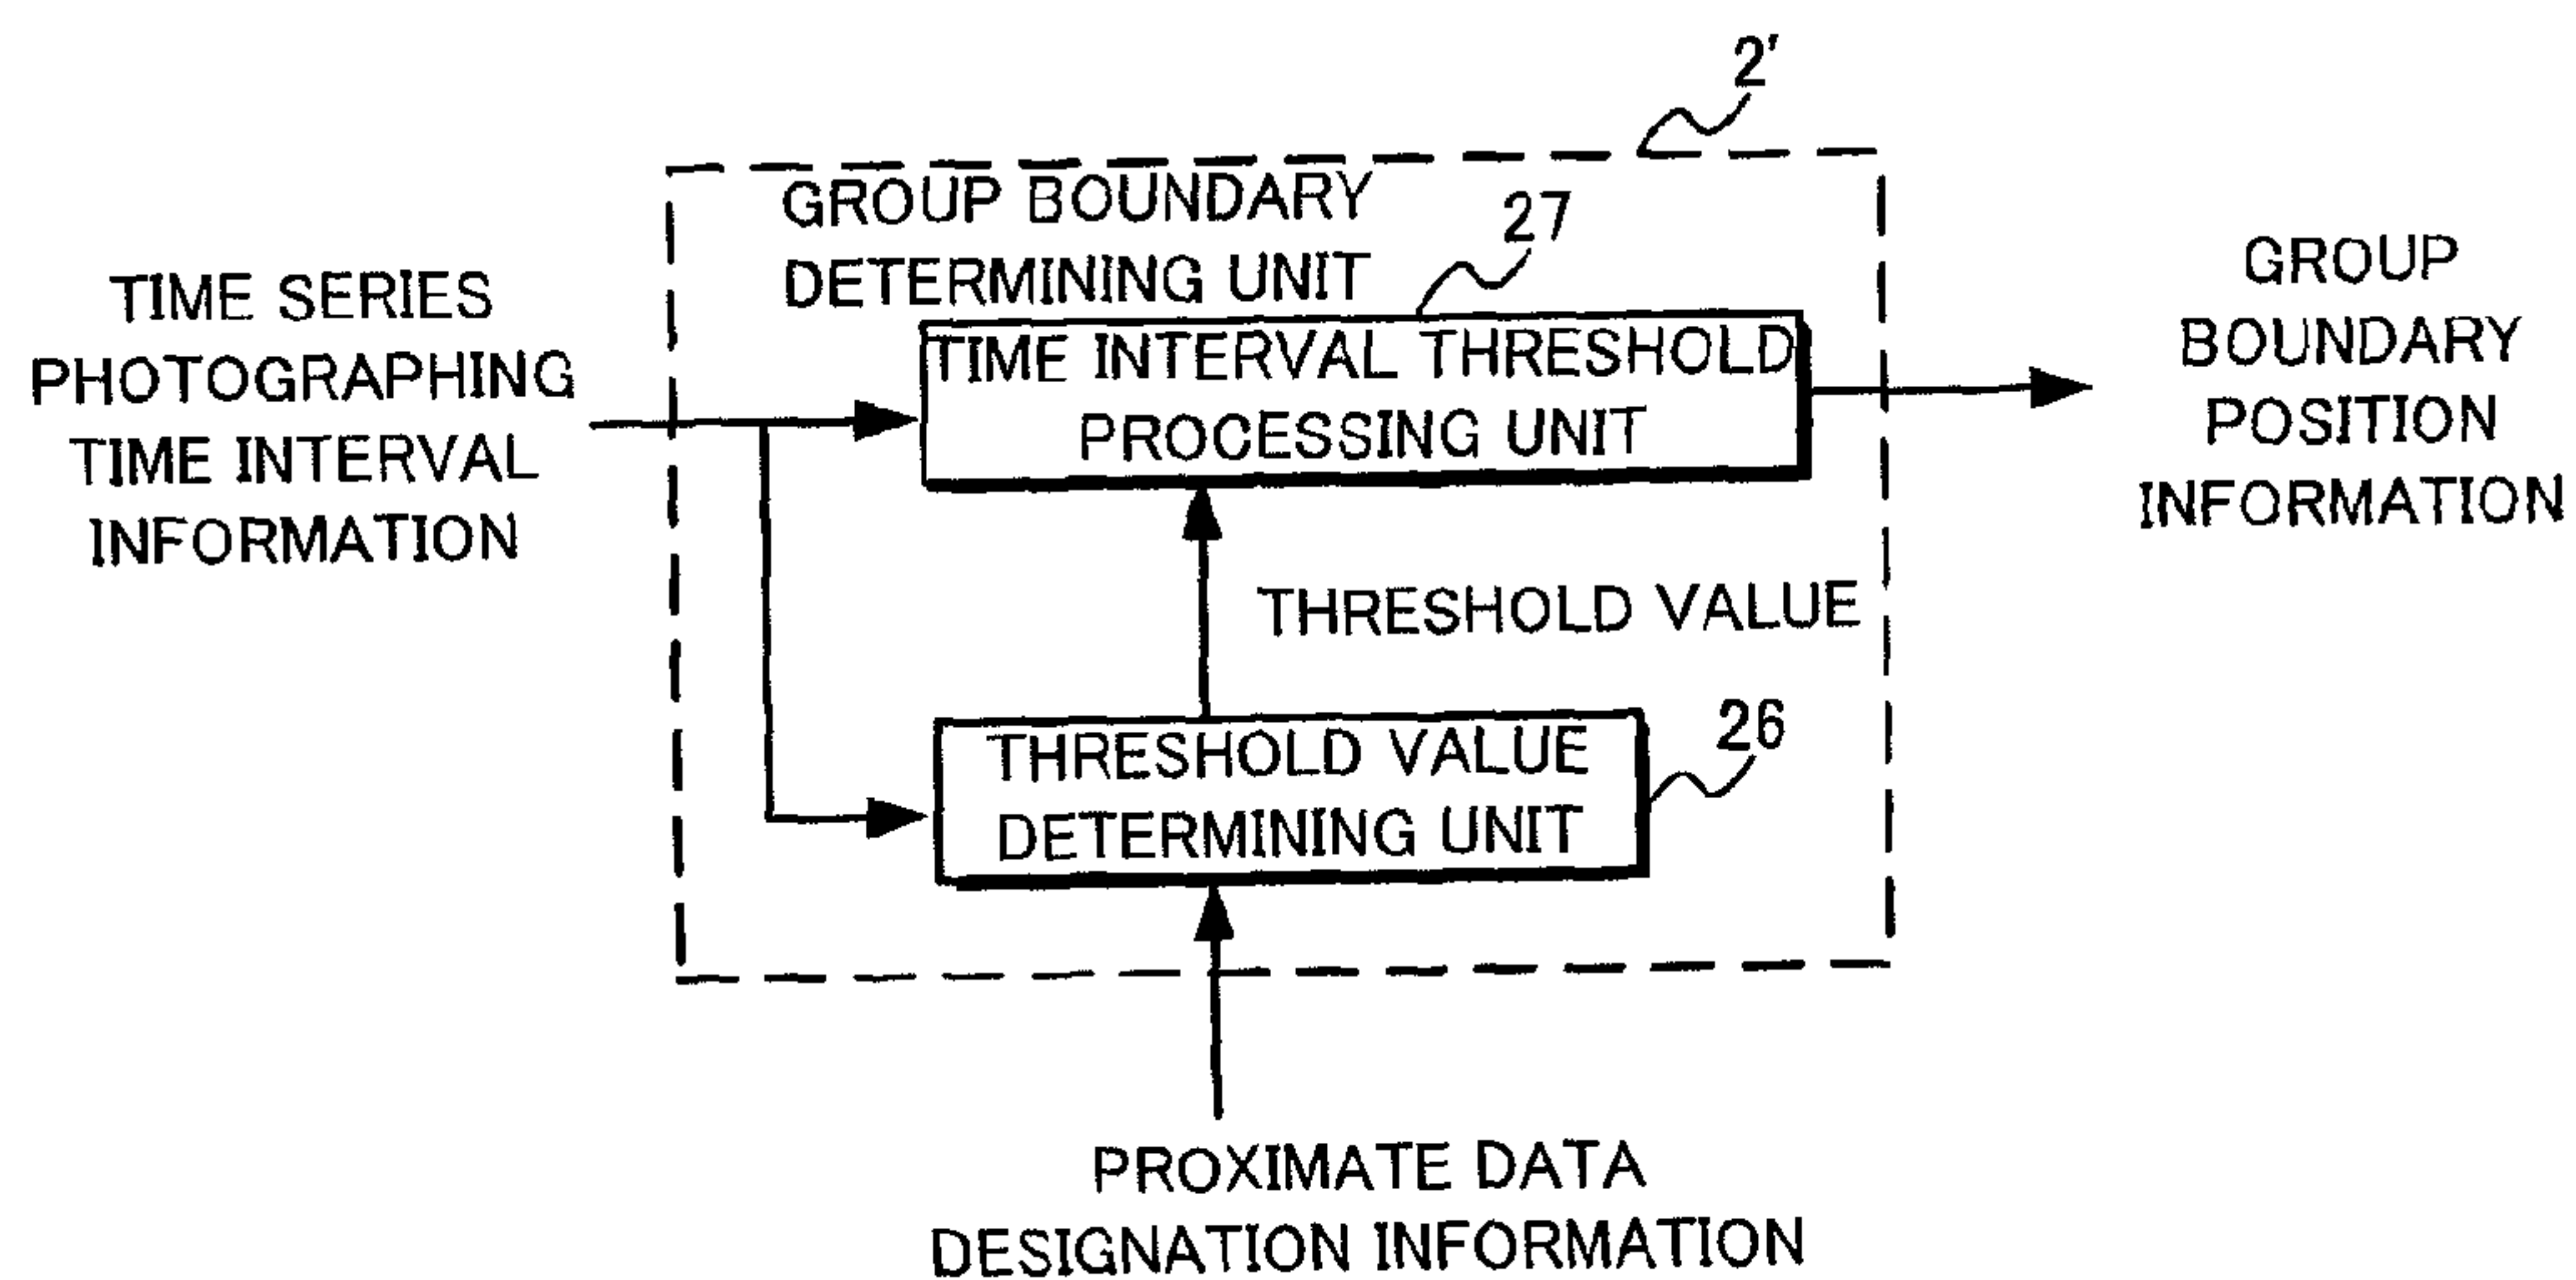 2'
GROUP BOUNDARY
DETERMINING UNIT
27
TIME SERIES
PHOTOGRAPHING
TIME INTERVAL
INFORMATION
TIME INTERVAL THRESHOLD
PROCESSING UNIT
GROUP
BOUNDARY
POSITION
INFORMATION
THRESHOLD VALUE
26
THRESHOLD VALUE
DETERMINING UNIT
PROXIMATE DATA
DESIGNATION INFORMATION